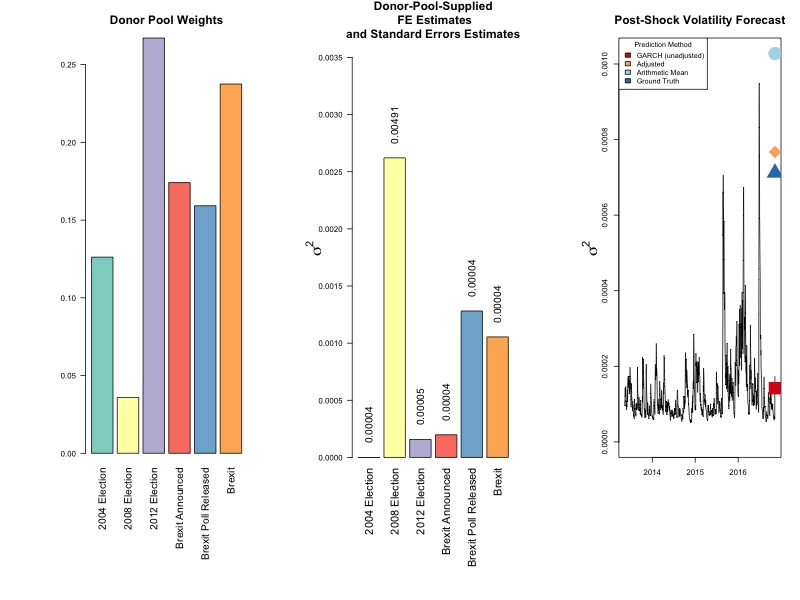 Donor Pool Weights
0.25
0.20
0.15
0.10
0.05
0.00
2004 Election
2008 Election
2012 Election
Brexit Announced
Brexit Poll Released
Brexit
Donor-Pool-Supplied
FE Estimates
and Standard Errors Estimates
σ²
0.0035
0.0030
0.0025
0.0020
0.0015
0.0010
0.0005
0.0000
0.00004
0.00491
0.00005
0.00004
0.00004
0.00004
2004 Election
2008 Election
2012 Election
Brexit Announced
Brexit Poll Released
Brexit
Post-Shock Volatility Forecast
σ²
0.0010
0.0008
0.0006
0.0004
0.0002
0.0000
Prediction Method
GARCH (unadjusted)
Adjusted
Arithmetic Mean
Ground Truth
2014
2015
2016